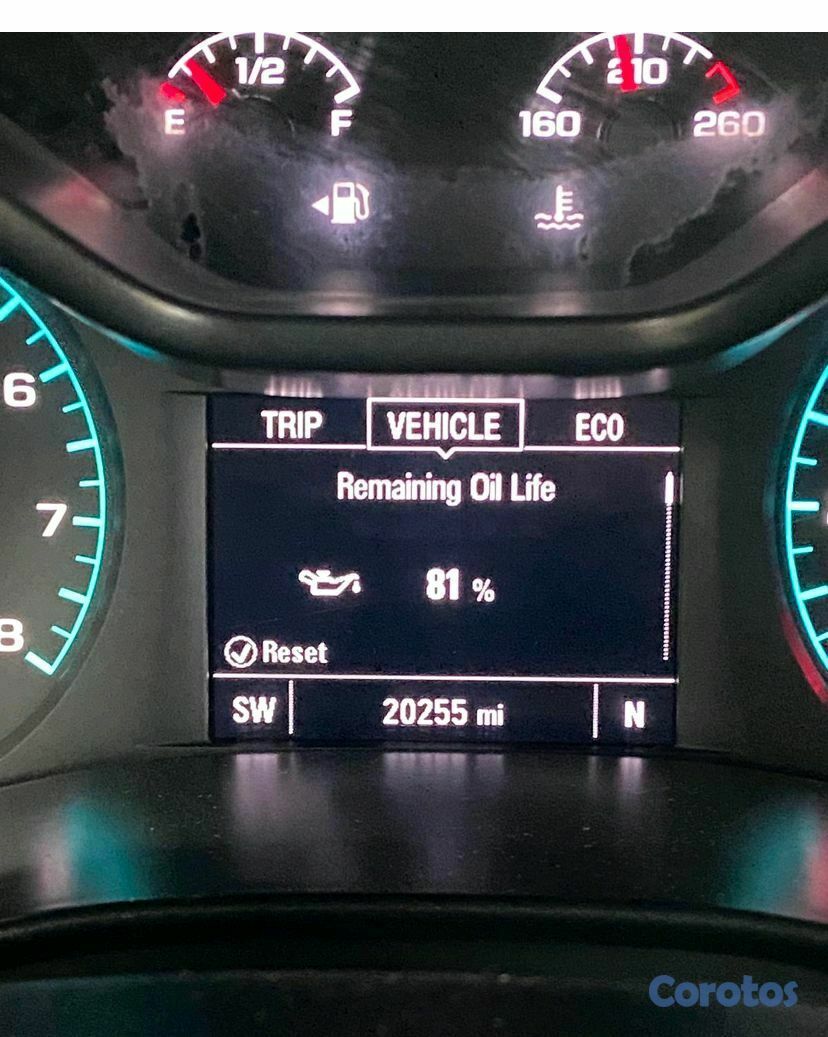 1/2
210
E
F
160
260
TRIP VEHICLE ECO
Remaining Oil Life
6
7
8
81 %
Reset
SW 20255 mi N
Corotos